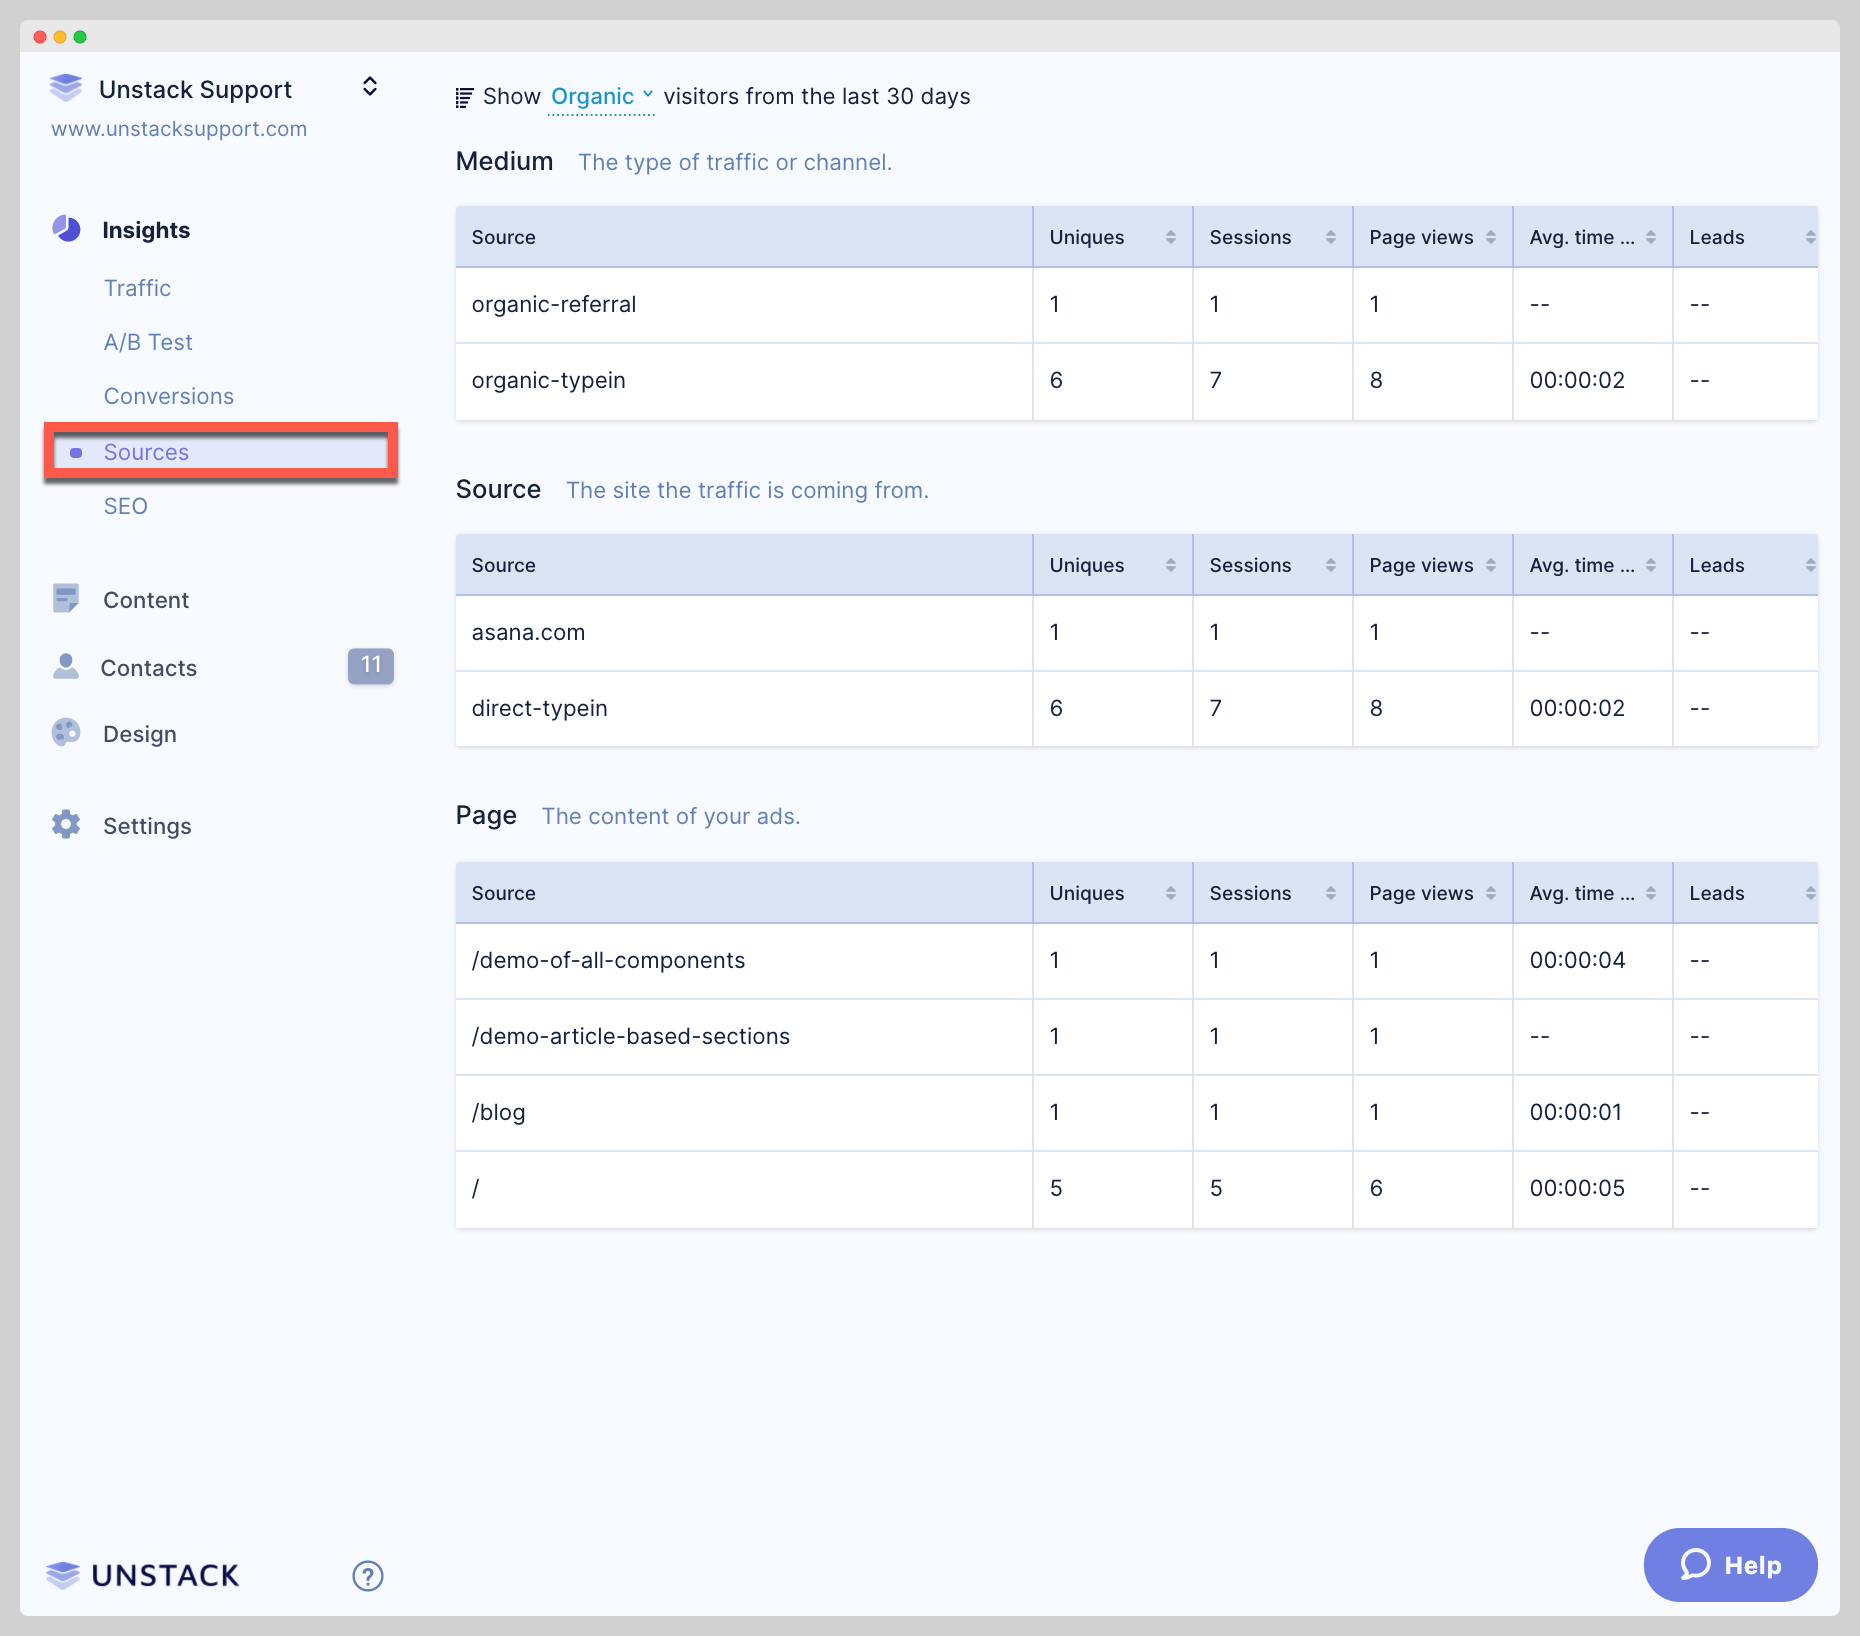 Unstack Support
www.unstacksupport.com
Insights
Traffic
A/B Test
Conversions
Sources
SEO
Content
Contacts 11
Design
Settings
UNSTACK ?
Show Organic visitors from the last 30 days
Medium The type of traffic or channel.
Source Uniques Sessions Page views Avg. time ... Leads
organic-referral 1 1 1 -- --
organic-typein 6 7 8 00:00:02 --
Source The site the traffic is coming from.
Source Uniques Sessions Page views Avg. time ... Leads
asana.com 1 1 1 -- --
direct-typein 6 7 8 00:00:02 --
Page The content of your ads.
Source Uniques Sessions Page views Avg. time ... Leads
/demo-of-all-components 1 1 1 00:00:04 --
/demo-article-based-sections 1 1 1 -- --
/blog 1 1 1 00:00:01 --
/ 5 5 6 00:00:05 --
Help